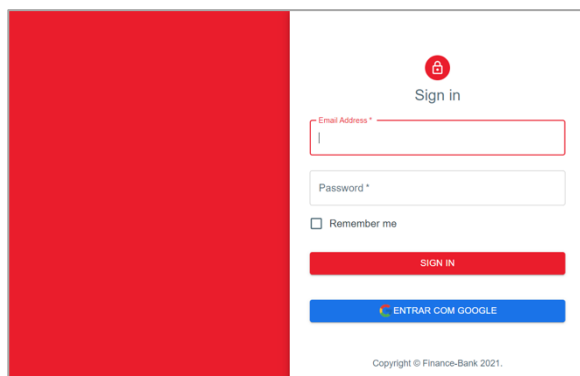 Sign in
Email Address *
Password *
Remember me
SIGN IN
ENTRAR COM GOOGLE
Copyright © Finance-Bank 2021.